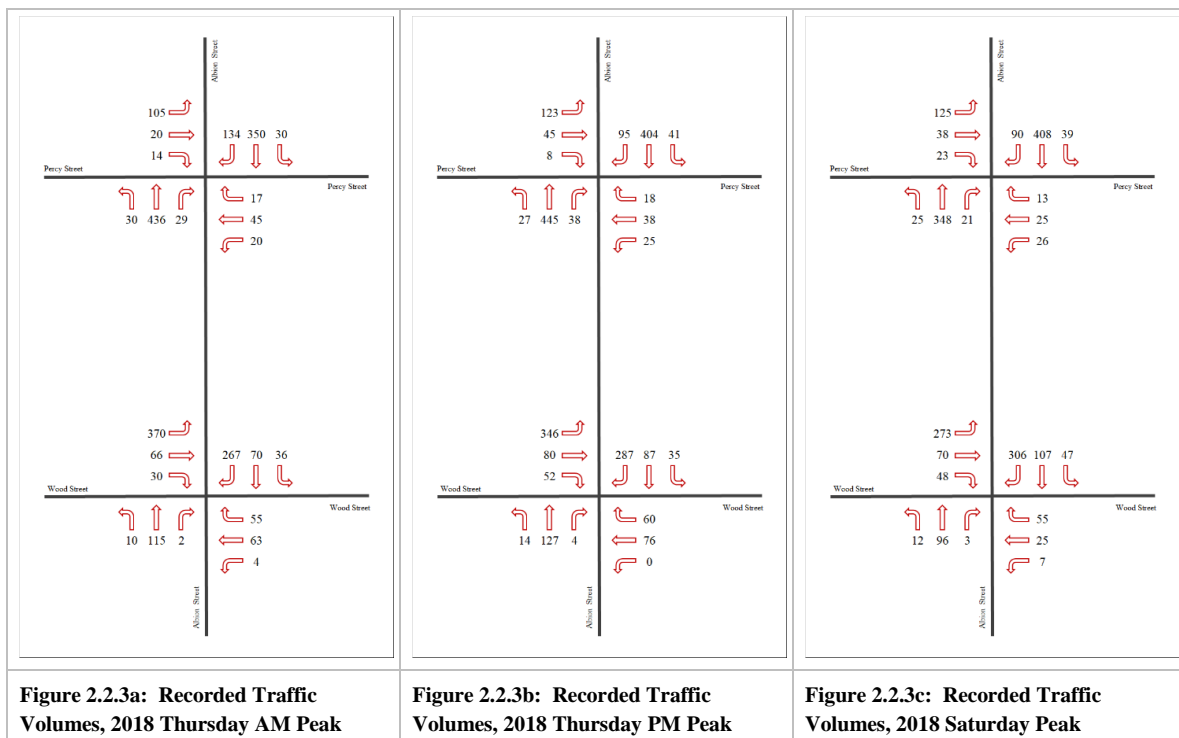 Albion Street
105
20
134 350 30
14
Percy Street
Percy Street
17
30 436 29
45
20
370
66
267 70 36
30
Wood Street
Wood Street
55
10 115 2
63
4
Albion Street
Figure 2.2.3a: Recorded Traffic
Volumes, 2018 Thursday AM Peak
Albion Street
123
45
95 404 41
8
Percy Street
Percy Street
18
27 445 38
38
25
346
80
287 87 35
52
Wood Street
Wood Street
60
14 127 4
76
0
Albion Street
Figure 2.2.3b: Recorded Traffic
Volumes, 2018 Thursday PM Peak
Albion Street
125
38
90 408 39
23
Percy Street
Percy Street
13
25 348 21
25
26
273
70
306 107 47
48
Wood Street
Wood Street
55
12 96 3
25
7
Albion Street
Figure 2.2.3c: Recorded Traffic
Volumes, 2018 Saturday Peak